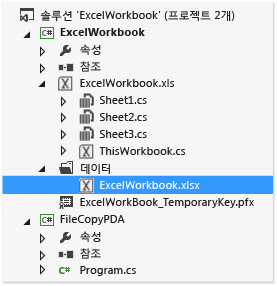 솔루션 'ExcelWorkbook' (프로젝트 2개)
ExcelWorkbook
속성
참조
ExcelWorkbook.xls
Sheet1.cs
Sheet2.cs
Sheet3.cs
ThisWorkbook.cs
데이터
ExcelWorkbook.xlsx
ExcelWorkBook_TemporaryKey.pfx
FileCopyPDA
속성
참조
Program.cs